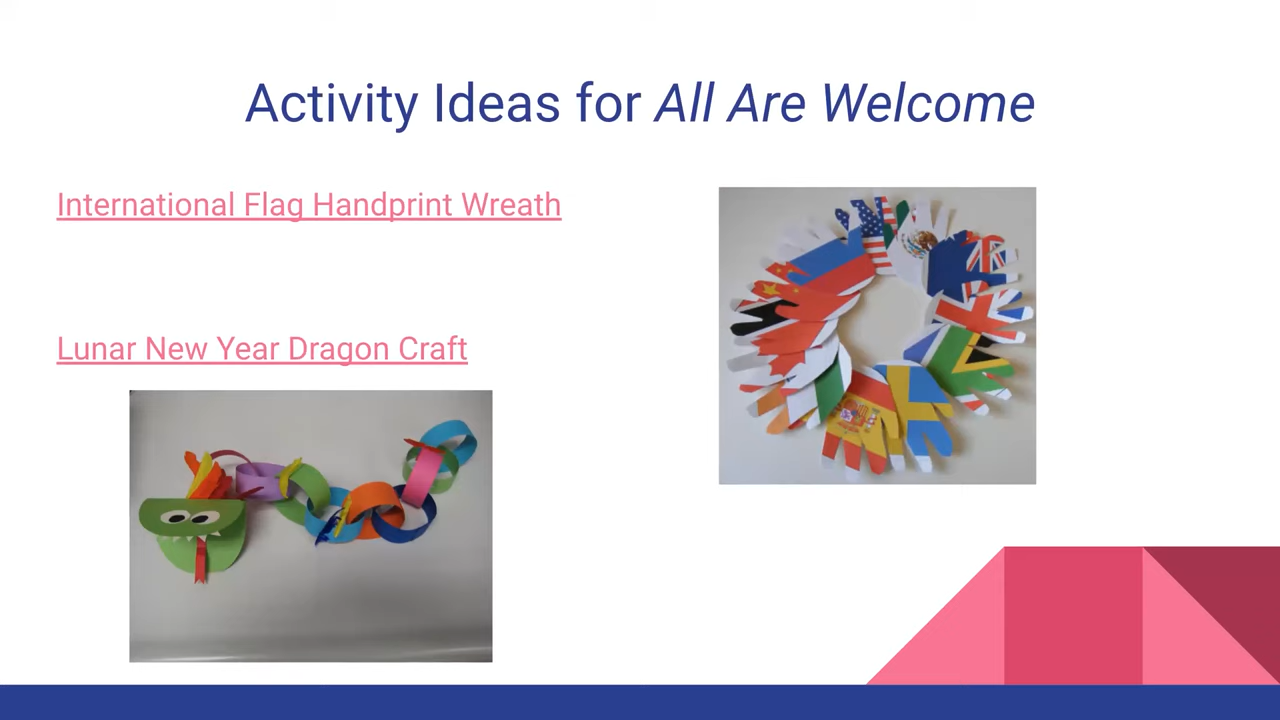 Activity Ideas for All Are Welcome
International Flag Handprint Wreath
Lunar New Year Dragon Craft